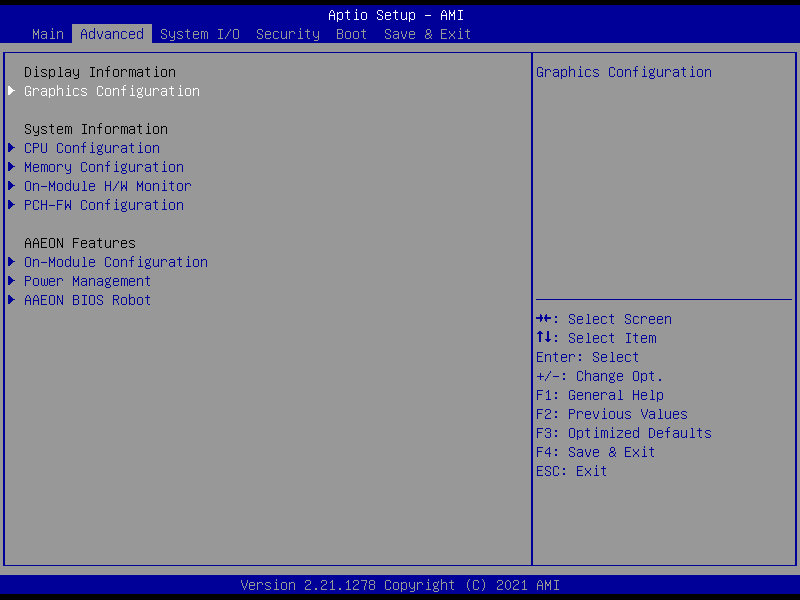 Aptio Setup - AMI
Main Advanced System I/O Security Boot Save & Exit
Display Information
Graphics Configuration
System Information
CPU Configuration
Memory Configuration
On-Module H/W Monitor
PCH-FW Configuration
AAEON Features
On-Module Configuration
Power Management
AAEON BIOS Robot
Graphics Configuration
→←: Select Screen
↑↓: Select Item
Enter: Select
+/-: Change Opt.
F1: General Help
F2: Previous Values
F3: Optimized Defaults
F4: Save & Exit
ESC: Exit
Version 2.21.1278 Copyright (C) 2021 AMI